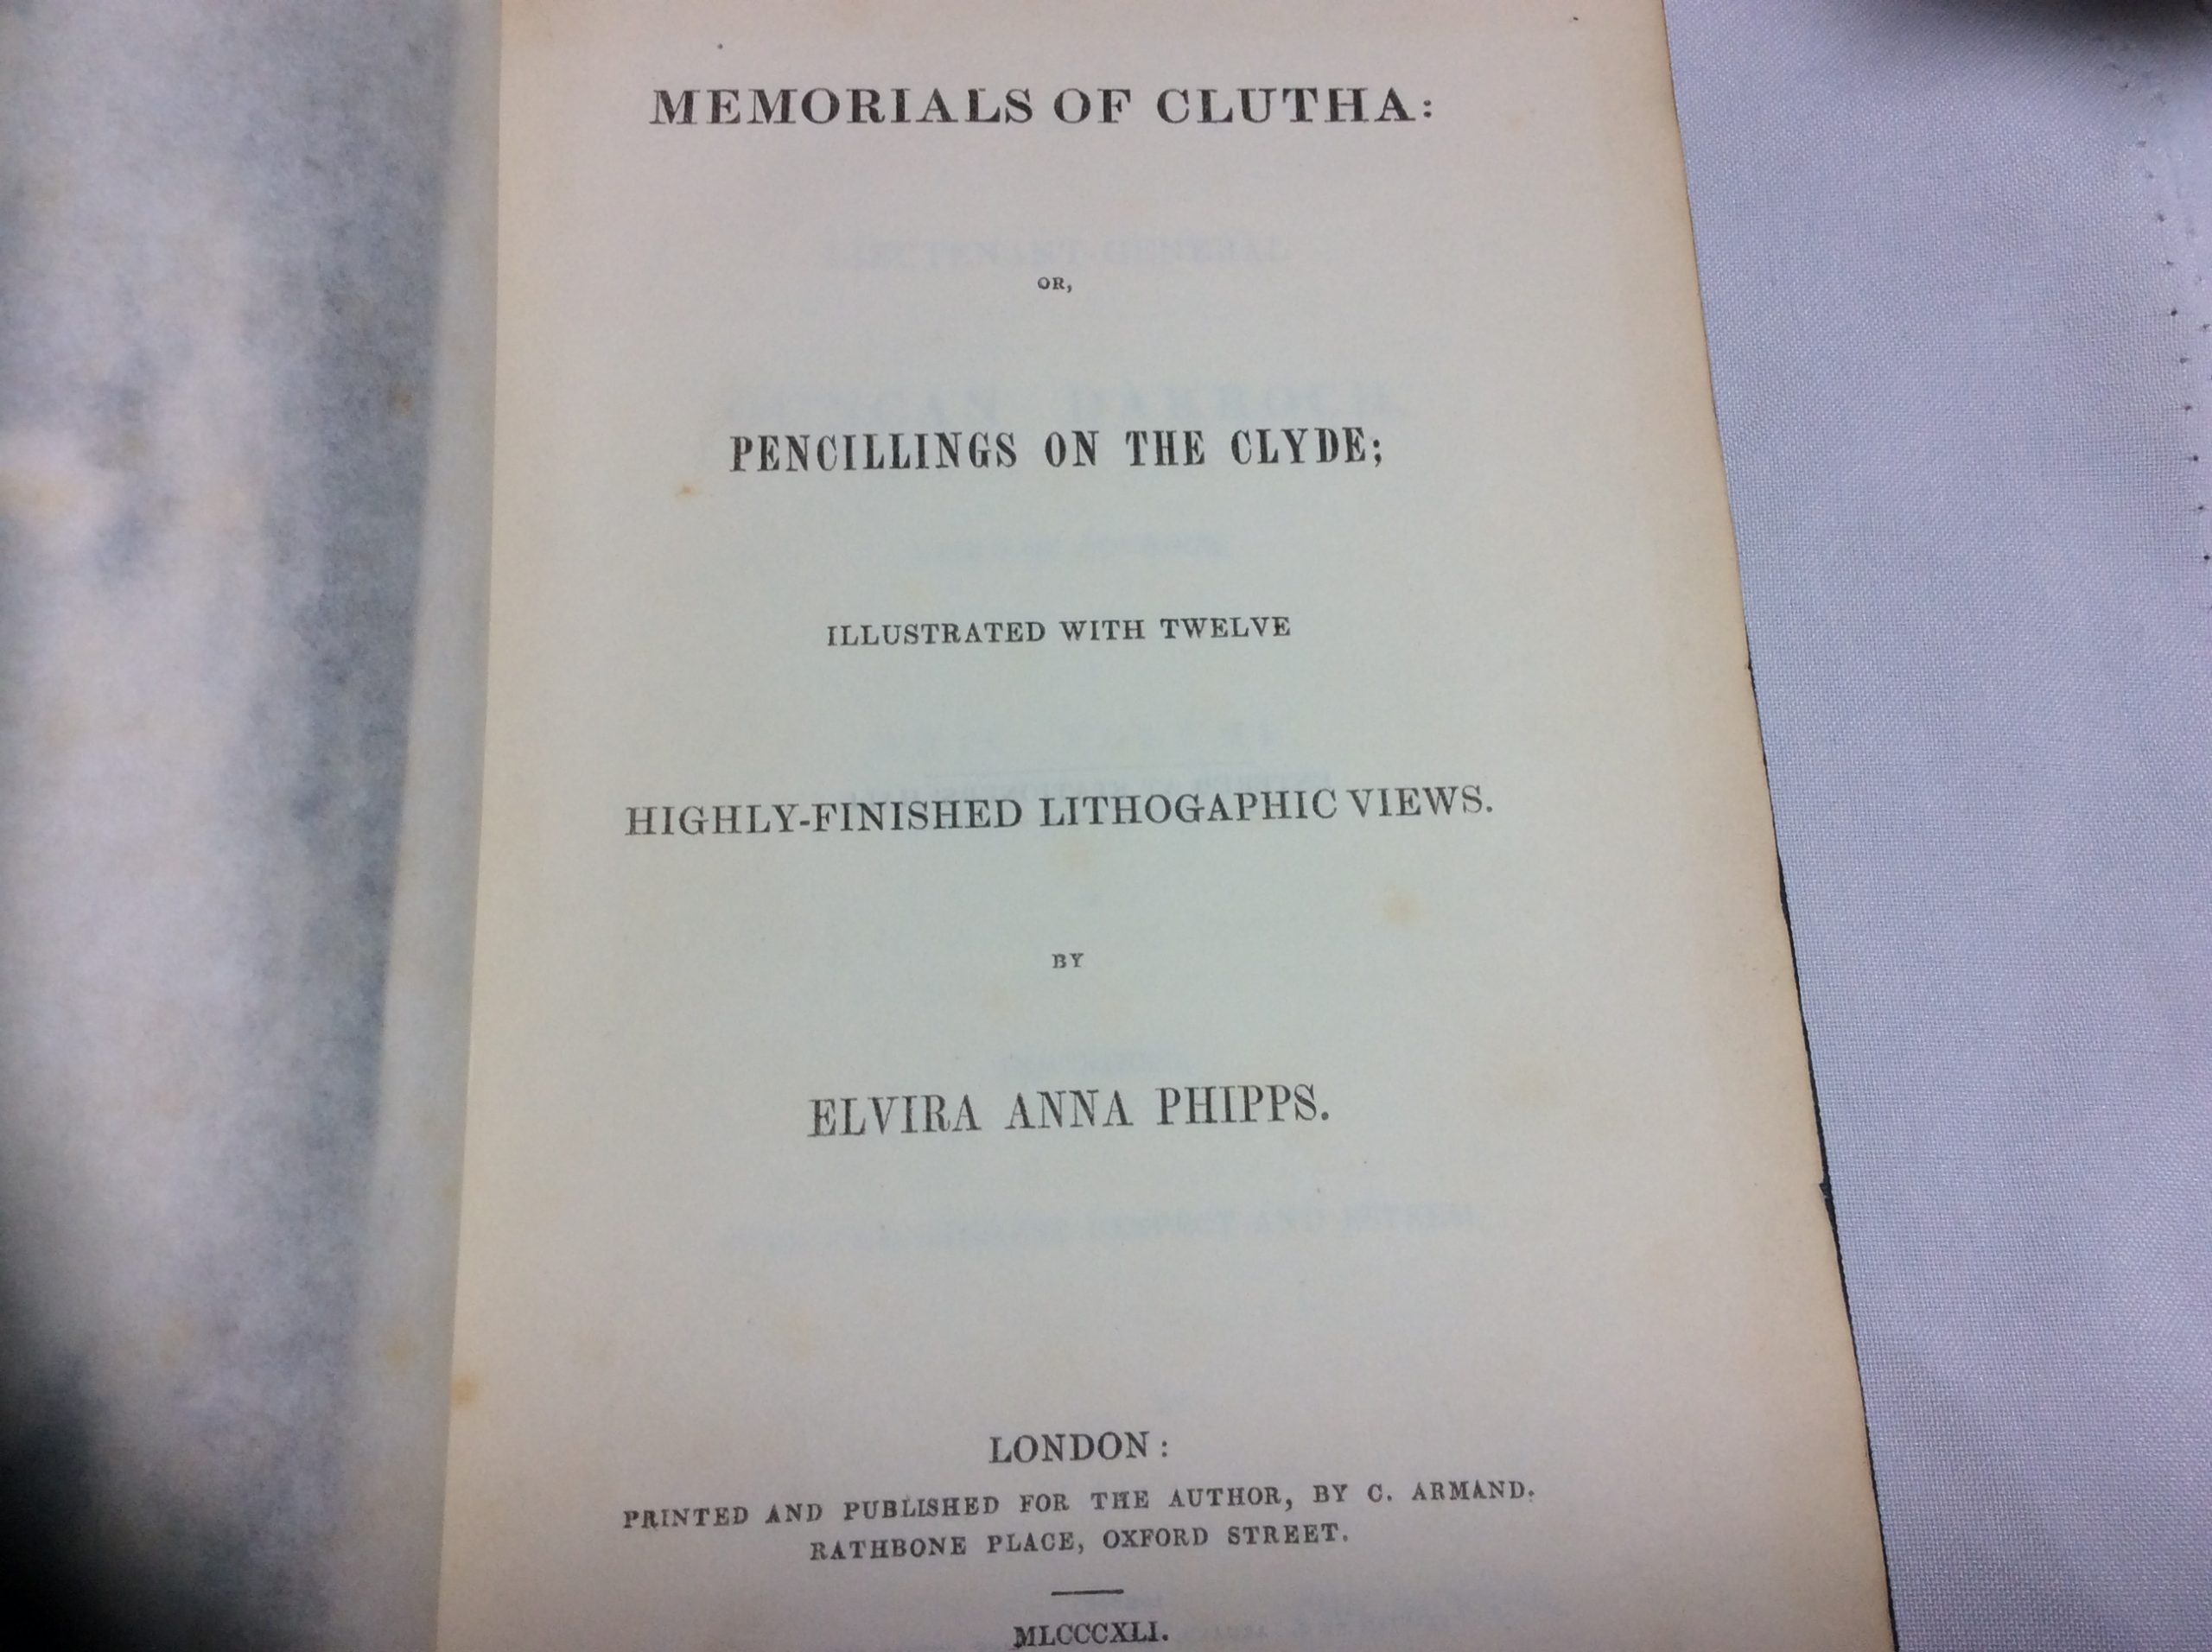 MEMORIALS OF CLUTHA:
OR,
PENCILLINGS ON THE CLYDE;
ILLUSTRATED WITH TWELVE
HIGHLY-FINISHED LITHOGAPHIC VIEWS.
BY
ELVIRA ANNA PHIPPS.
LONDON:
PRINTED AND PUBLISHED FOR THE AUTHOR, BY C. ARMAND.
RATHBONE PLACE, OXFORD STREET.
MLCCCXLI.